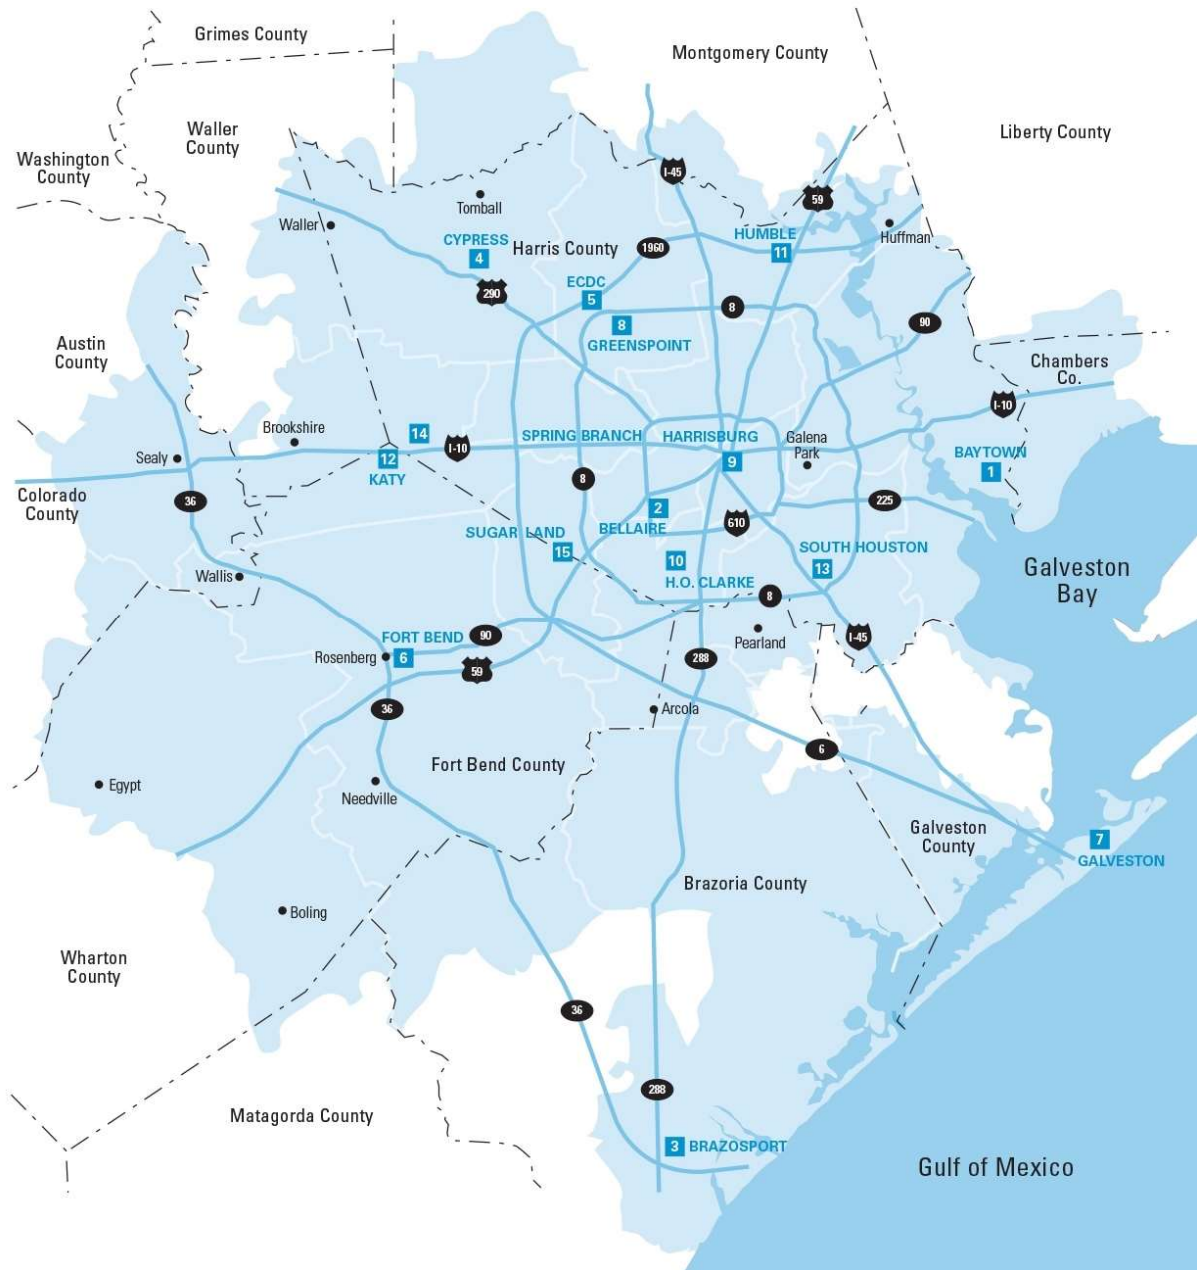 Grimes County
Montgomery County
Waller
County
Liberty County
Washington
County
I-45
59
Tomball
Waller
HUMBLE
11
Huffman
CYPRESS
4
Harris County
1960
ECDC
5
290
8
8
GREENSPOINT
90
Austin
County
Chambers
Co.
I-10
Brookshire
14
I-10
SPRING BRANCH
HARRISBURG
9
Galena
Park
BAYTOWN
1
Sealy
12
KATY
8
Colorado
County
36
2
BELLAIRE
610
225
SUGAR LAND
15
10
H.O. CLARKE
SOUTH HOUSTON
13
Galveston
Bay
Wallis
8
FORT BEND
6
90
Rosenberg
59
Pearland
I-45
288
36
Arcola
6
Fort Bend County
Egypt
Needville
Galveston
County
7
GALVESTON
Brazoria County
Boling
Wharton
County
36
288
Matagorda County
3 BRAZOSPORT
Gulf of Mexico